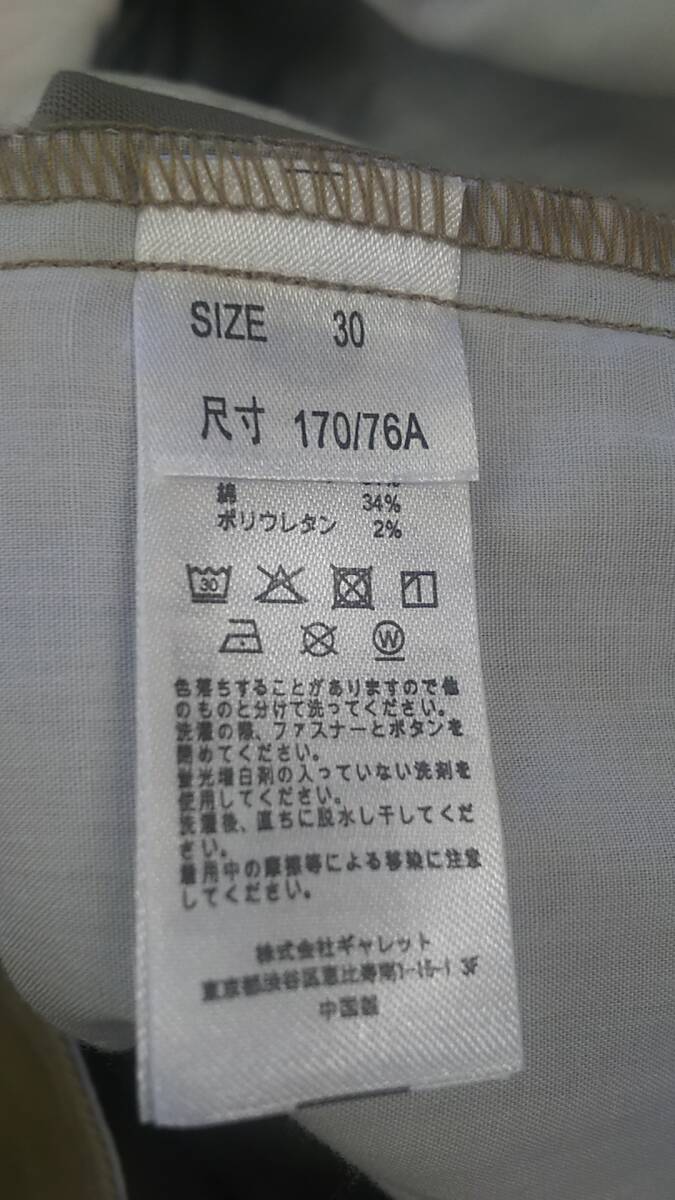 SIZE 30
尺寸 170/76A
綿 34%
ポリウレタン 2%
30
1
W
色落ちすることがありますので他
のものと分けて洗ってください。
洗濯の際、ファスナーとボタンを
閉めてください。
蛍光増白剤の入っていない洗剤を
使用してください。
洗濯後、直ちに脱水し干してくだ
さい。
着用中の摩擦等による移染に注意
してください。
株式会社ギャレット
東京都渋谷区恵比寿南1-15-1 3F
中国製